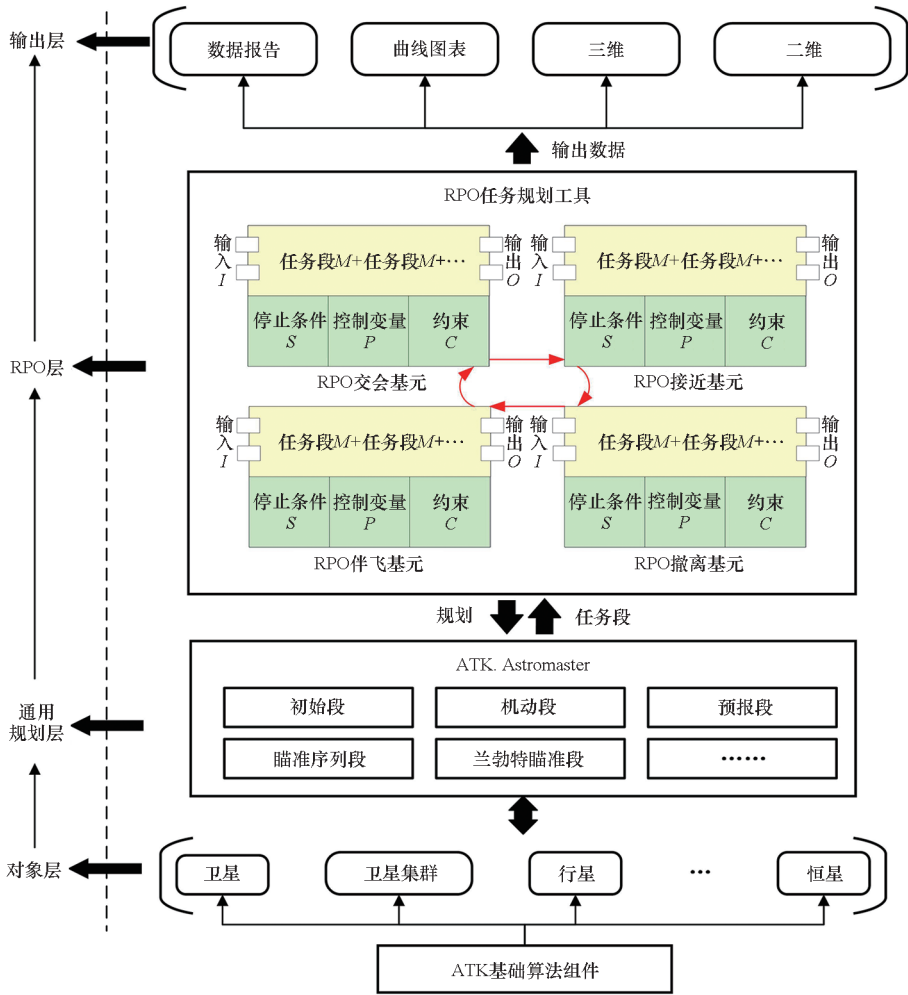 输出层
数据报告
曲线图表
三维
二维
输出数据
RPO任务规划工具
输入I
任务段M+任务段M+···
输出O
停止条件
S
控制变量
P
约束
C
RPO交会基元
输入I
任务段M+任务段M+···
输出O
停止条件
S
控制变量
P
约束
C
RPO接近基元
RPO层
输入I
任务段M+任务段M+···
输出O
停止条件
S
控制变量
P
约束
C
RPO伴飞基元
输入I
任务段M+任务段M+···
输出O
停止条件
S
控制变量
P
约束
C
RPO撤离基元
规划
任务段
ATK. Astromaster
初始段
机动段
预报段
通用
规划层
瞄准序列段
兰勃特瞄准段
······
对象层
卫星
卫星集群
行星
···
恒星
ATK基础算法组件